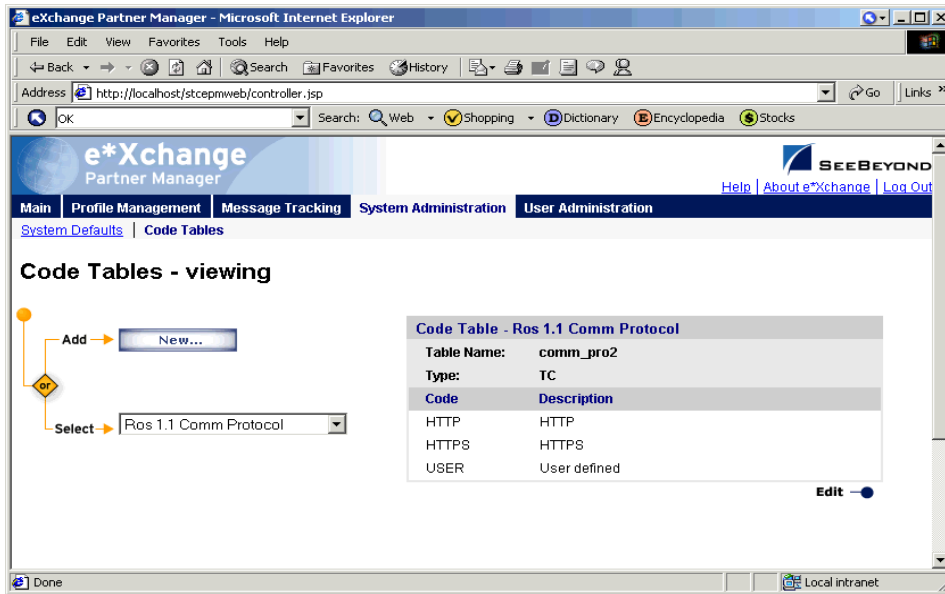 eXchange Partner Manager - Microsoft Internet Explorer
File Edit View Favorites Tools Help
Back Search Favorites History
Address http://localhost/stcepmweb/controller.jsp Go Links »
OK Search: Web Shopping D Dictionary E Encyclopedia $ Stocks
e*Xchange
Partner Manager
SEEBEYOND
Help | About e*Xchange | Log Out
Main Profile Management Message Tracking System Administration User Administration
System Defaults | Code Tables
Code Tables - viewing
Add New...
or
Select Ros 1.1 Comm Protocol
Code Table - Ros 1.1 Comm Protocol
Table Name: comm_pro2
Type: TC
Code Description
HTTP HTTP
HTTPS HTTPS
USER User defined
Edit
Done Local intranet